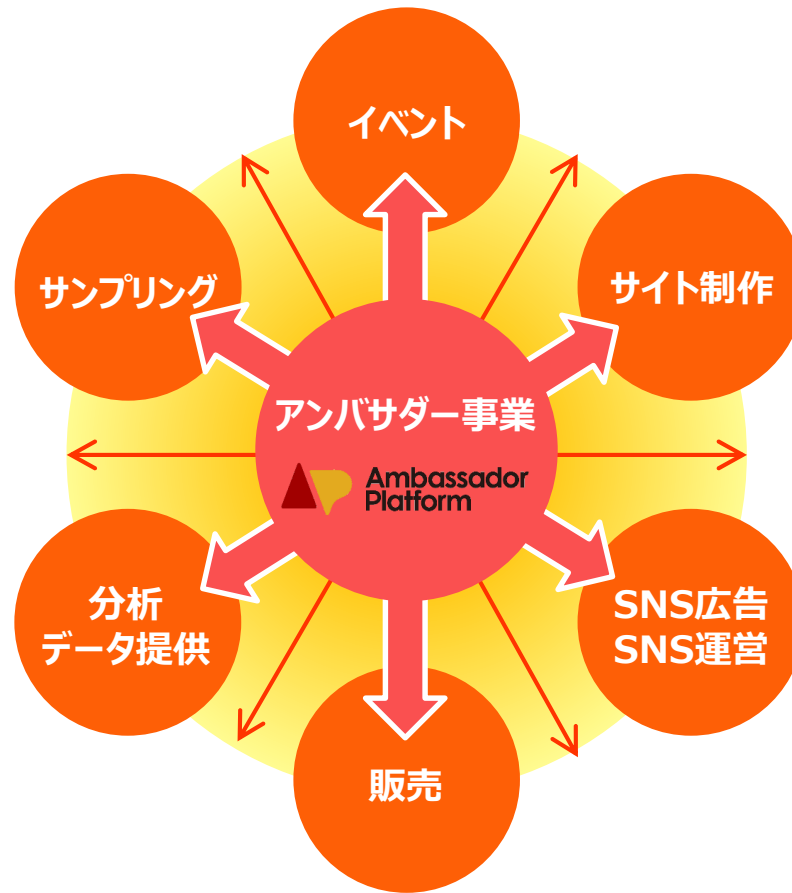 イベント
サンプリング
サイト制作
アンバサダー事業
Ambassador
Platform
分析
データ提供
SNS広告
SNS運営
販売